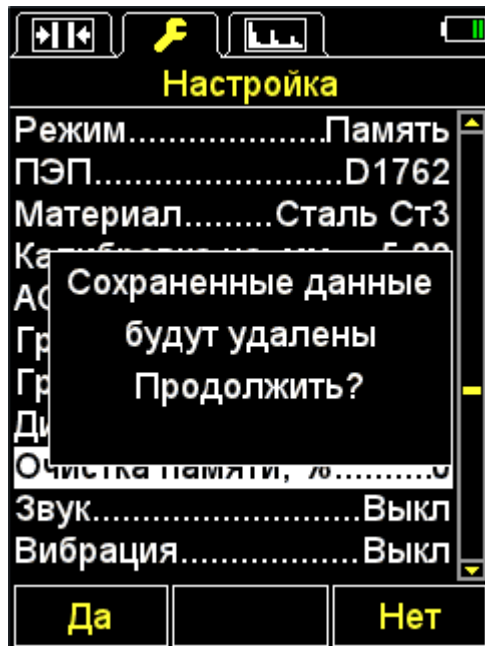 Настройка
Режим....................Память
ПЭП.......................D1762
Материал.........Сталь Ст3
Сохраненные данные
будут удалены
Продолжить?
Очистка памяти, %..........0
Звук.........................Выкл
Вибрация.................Выкл
Да
Нет